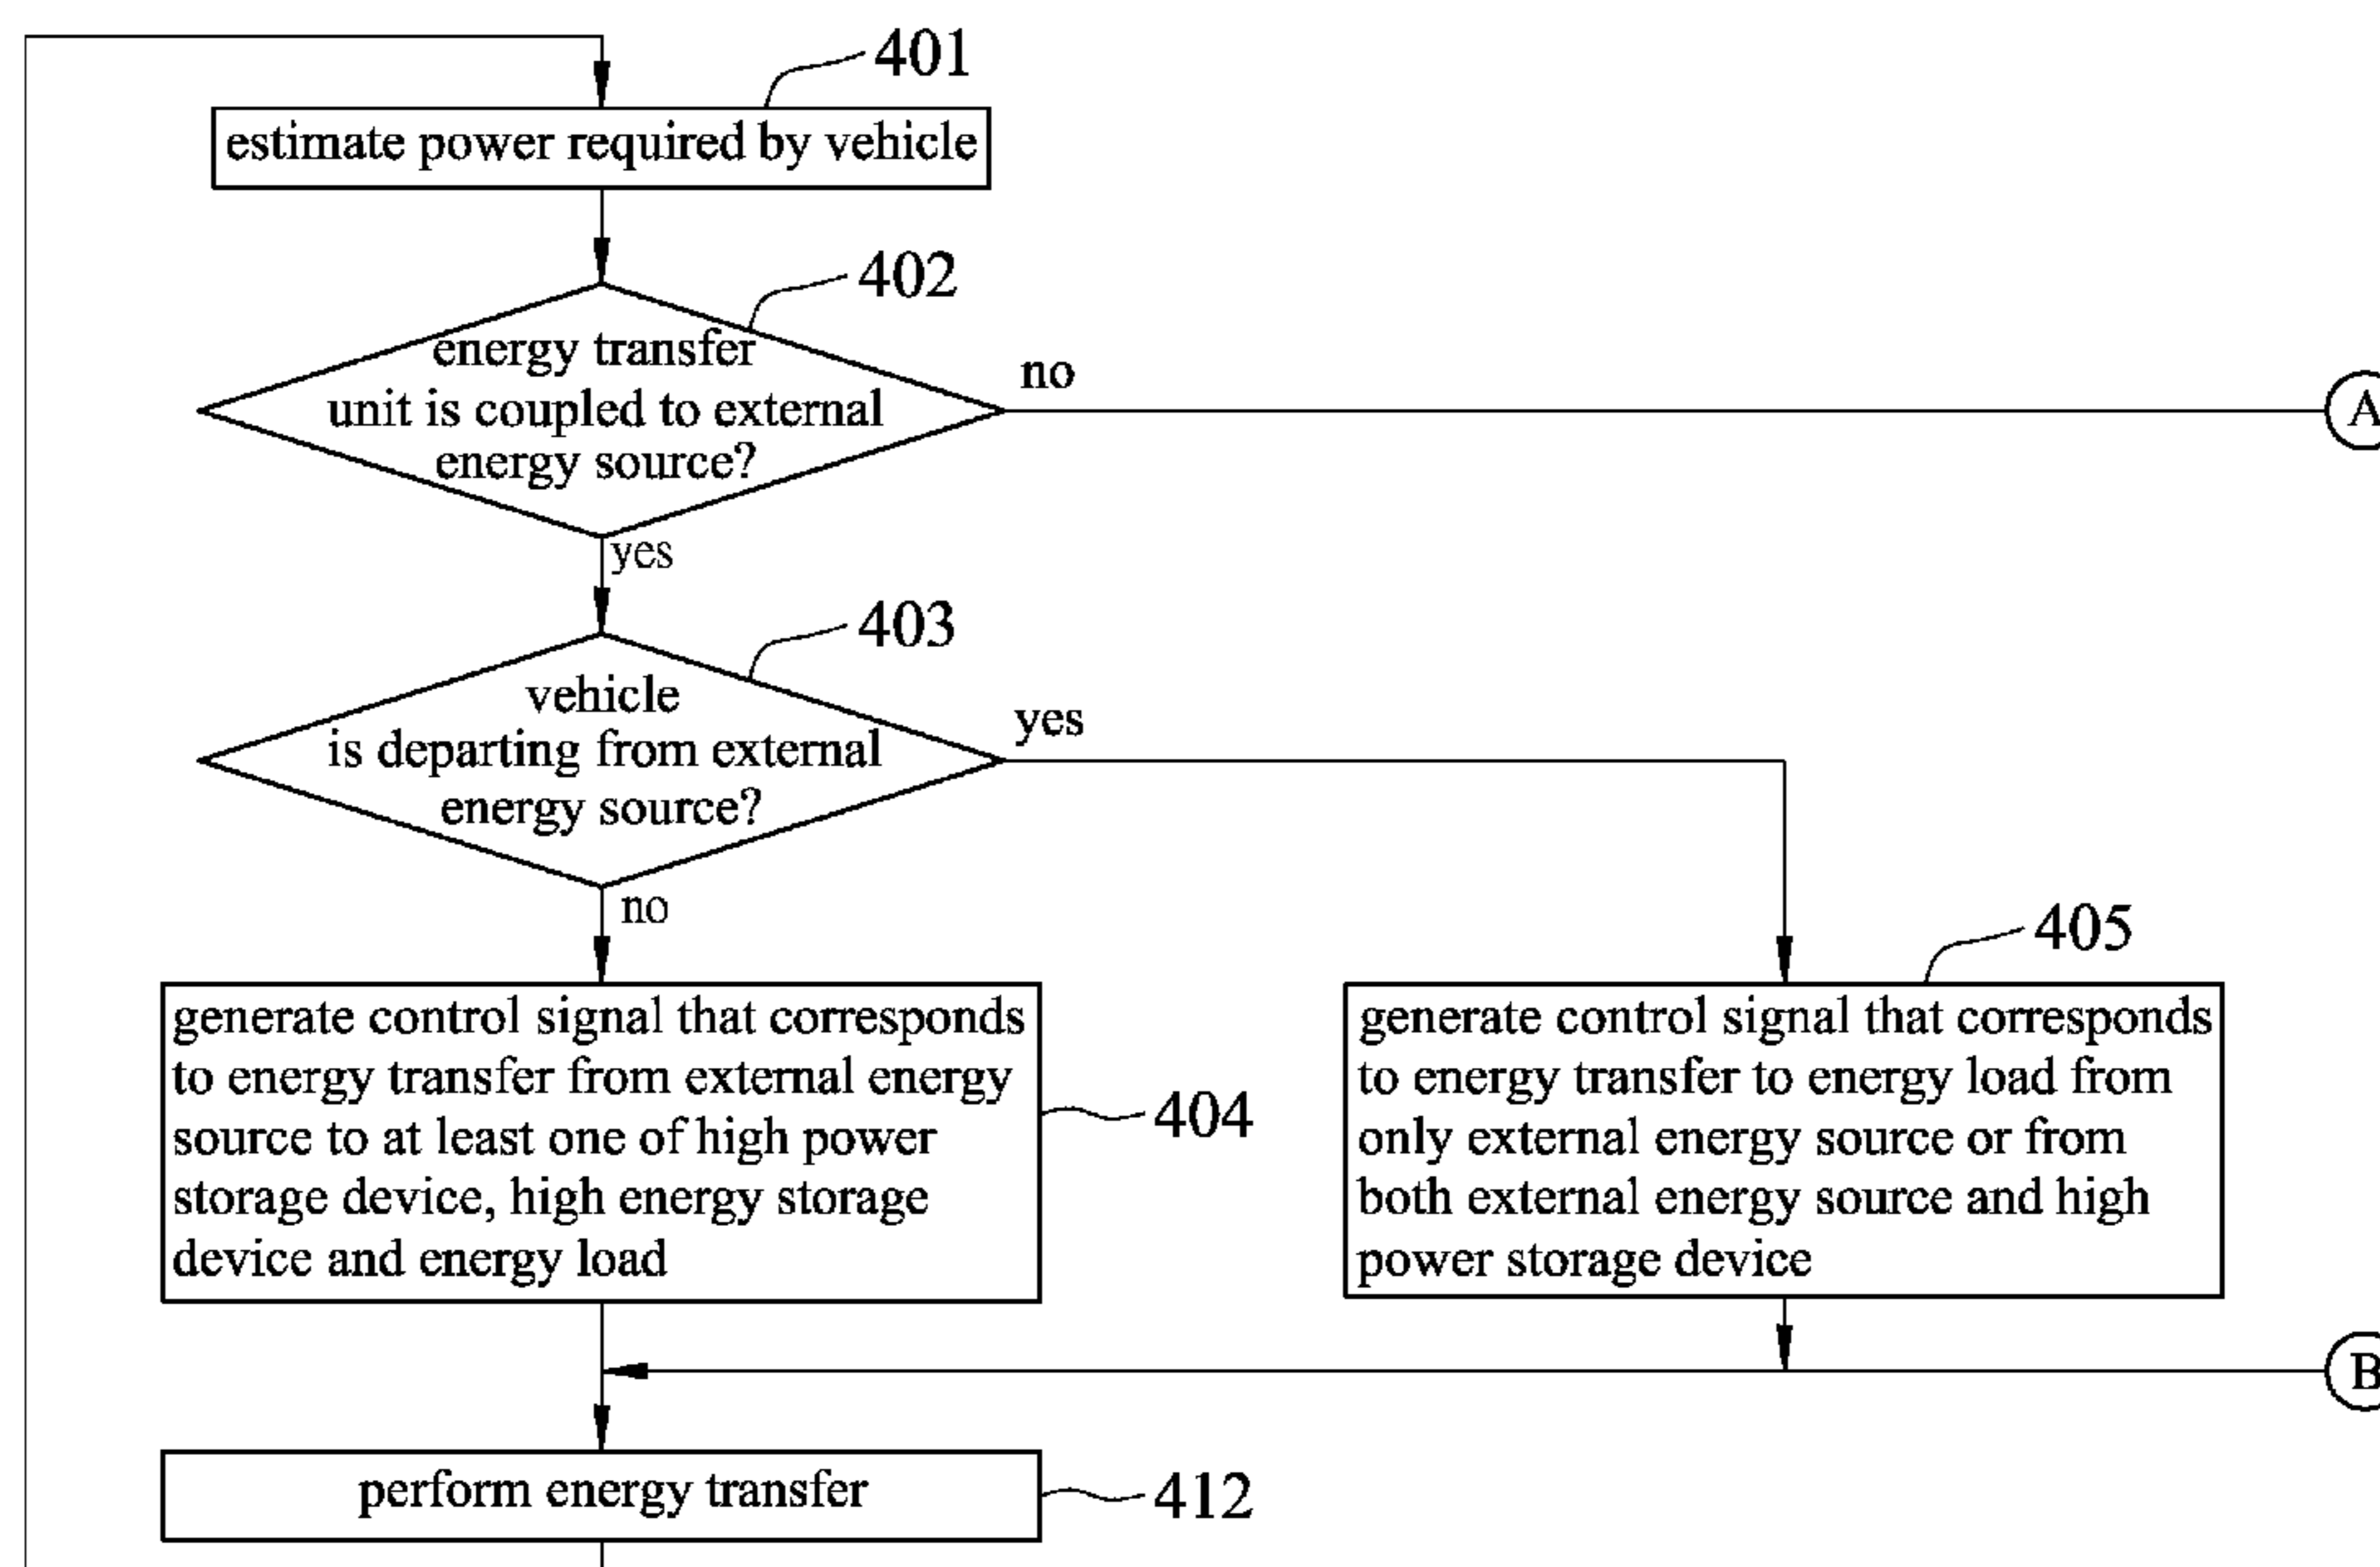 401
estimate power required by vehicle
402
energy transfer
unit is coupled to external
energy source?
no
A
yes
403
vehicle
is departing from external
energy source?
yes
no
405
generate control signal that corresponds
to energy transfer from external energy
source to at least one of high power
storage device, high energy storage
device and energy load
404
generate control signal that corresponds
to energy transfer to energy load from
only external energy source or from
both external energy source and high
power storage device
B
perform energy transfer
412